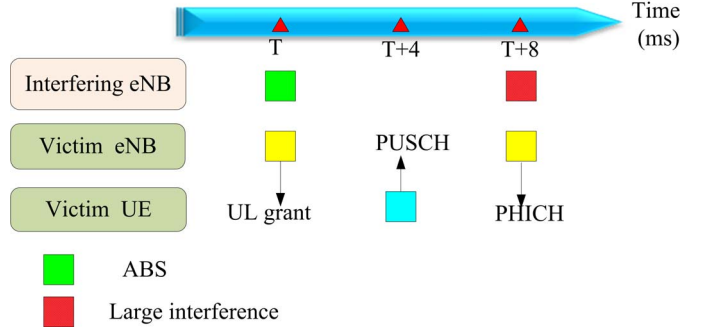 Time
(ms)
T
T+4
T+8
Interfering eNB
Victim eNB
PUSCH
Victim UE
UL grant
PHICH
ABS
Large interference